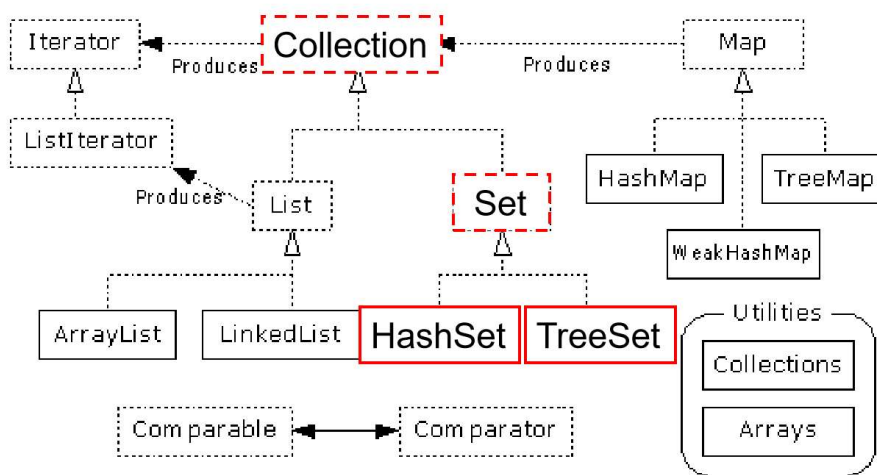 Iterator
Collection
Map
Produces
Produces
ListIterator
HashMap
TreeMap
Produces
List
Set
WeakHashMap
ArrayList
LinkedList
HashSet
TreeSet
Utilities
Collections
Comparable
Comparator
Arrays